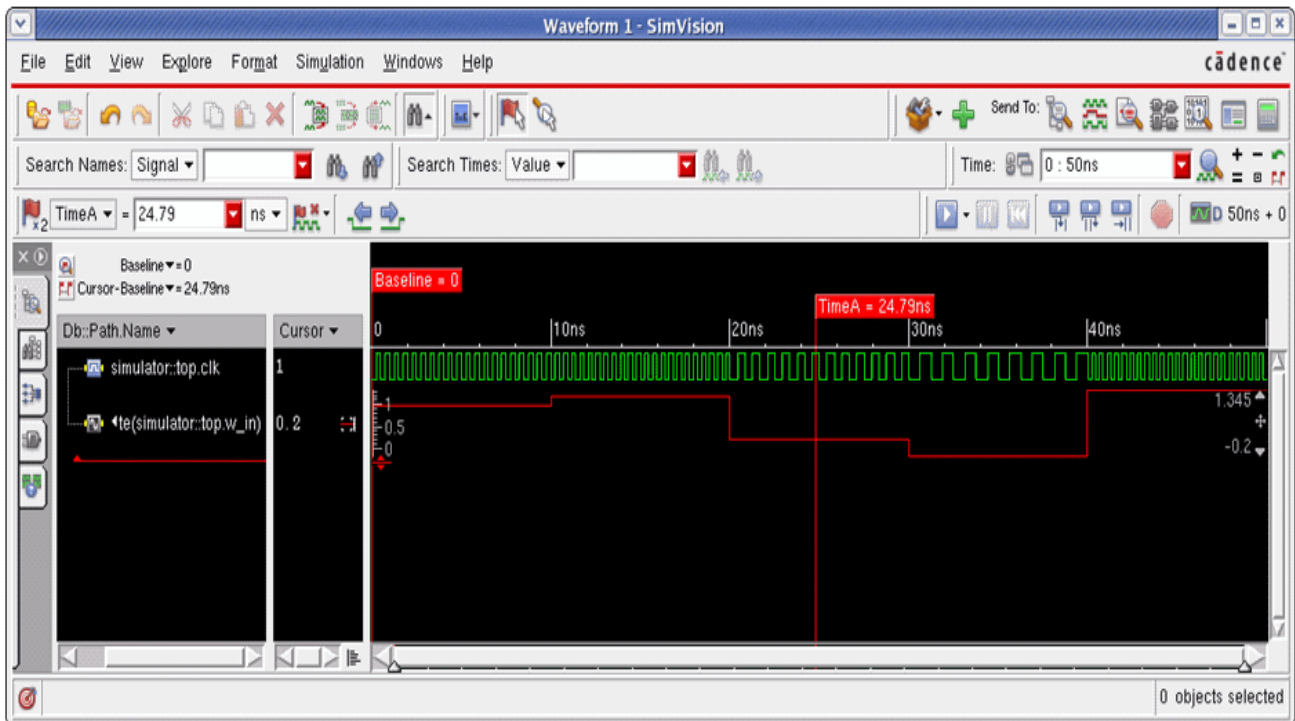 Waveform 1 - SimVision
File Edit View Explore Format Simulation Windows Help cādence
Send To:
Search Names: Signal Search Times: Value Time: 0 : 50ns
x2 TimeA = 24.79 ns 50ns + 0
Baseline = 0
Cursor-Baseline = 24.79ns
Baseline = 0
TimeA = 24.79ns
Db::Path.Name Cursor 0 10ns 20ns 30ns 40ns
simulator::top.clk 1
te(simulator::top.w_in) 0.2
1 1.345
0.5
0 -0.2
0 objects selected